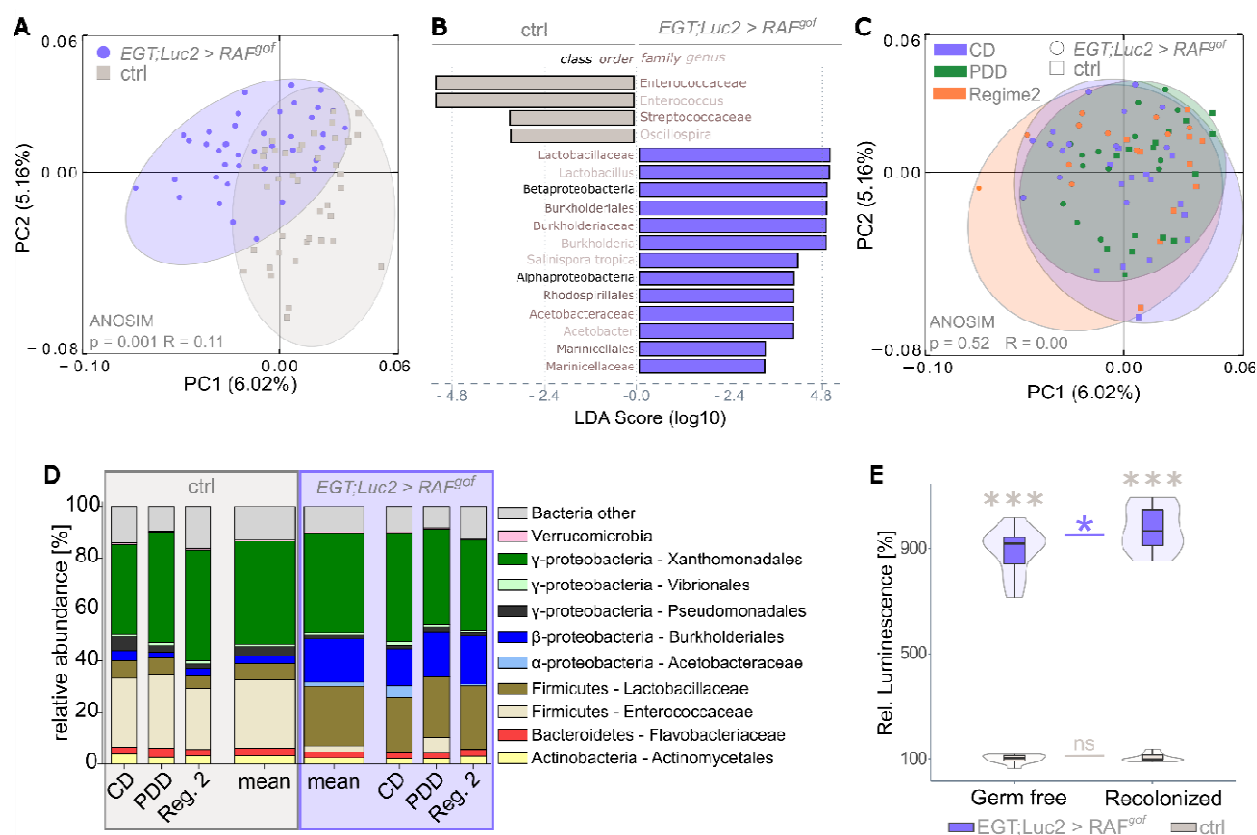 A
0.06
EGT;Luc2 > RAFgof
ctrl
PC2 (5.16%)
0.00
ANOSIM
p = 0.001 R = 0.11
−0.08
−0.10
0.00
0.06
PC1 (6.02%)
B
ctrl
EGT;Luc2 > RAFgof
class order family genus
Enterococcaceae
Enterococcus
Streptococcaceae
Oscillospira
Lactobacillaceae
Lactobacillus
Betaproteobacteria
Burkholderiales
Burkholderiaceae
Burkholderia
Salinispora tropica
Alphaproteobacteria
Rhodospirillales
Acetobacteraceae
Acetobacter
Marinicellales
Marinicellaceae
-4.8
-2.4
-0.0
-2.4
4.8
LDA Score (log10)
C
0.06
CD
PDD
Regime2
EGT;Luc2 > RAFgof
ctrl
PC2 (5.16%)
0.00
ANOSIM
p = 0.52 R = 0.00
−0.08
−0.10
0.00
0.06
PC1 (6.02%)
D
ctrl
EGT;Luc2 > RAFgof
relative abundance [%]
100
80
60
40
20
0
CD
PDD
Reg. 2
mean
mean
CD
PDD
Reg. 2
Bacteria other
Verrucomicrobia
γ-proteobacteria - Xanthomonadales
γ-proteobacteria - Vibrionales
γ-proteobacteria - Pseudomonadales
β-proteobacteria - Burkholderiales
α-proteobacteria - Acetobacteraceae
Firmicutes - Lactobacillaceae
Firmicutes - Enterococcaceae
Bacteroidetes - Flavobacteriaceae
Actinobacteria - Actinomycetales
E
Rel. Luminescence [%]
900
500
100
***
*
***
ns
Germ free
Recolonized
EGT;Luc2 > RAFgof
ctrl